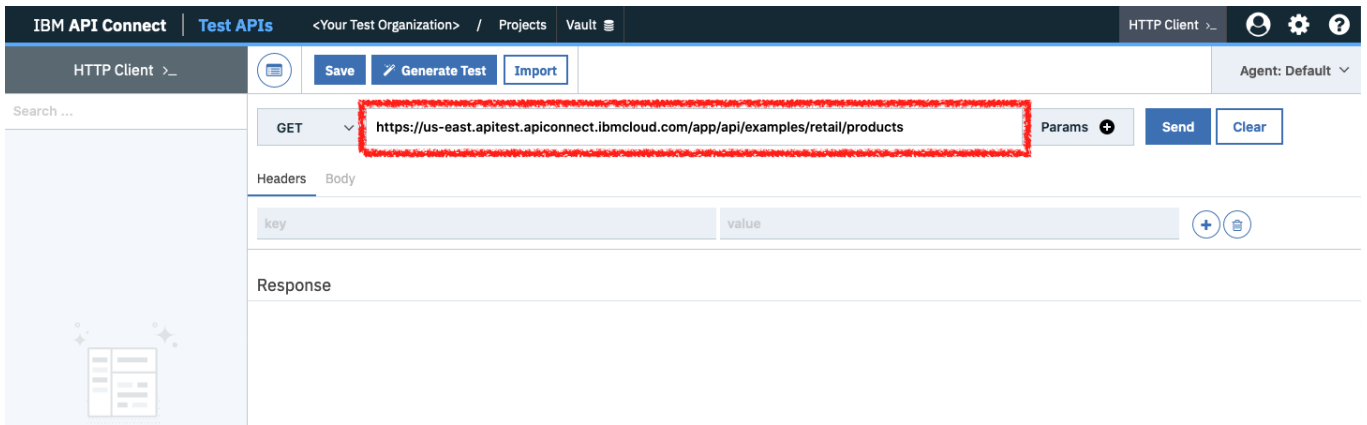 IBM API Connect Test APIs <Your Test Organization> / Projects Vault HTTP Client >_
HTTP Client >_ Save Generate Test Import Agent: Default
Search ...
GET https://us-east.apitest.apiconnect.ibmcloud.com/app/api/examples/retail/products Params Send Clear
Headers Body
key value
Response